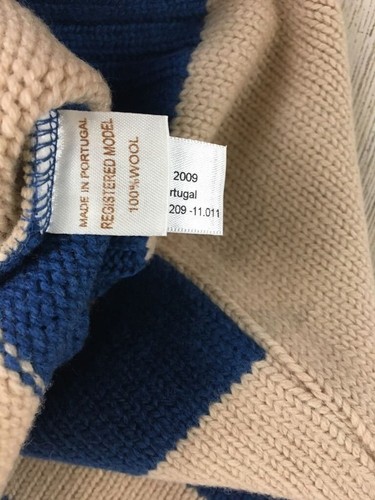 MADE IN PORTUGAL
REGISTERED MODEL
100%WOOL
2009
rtugal
209 -11.011